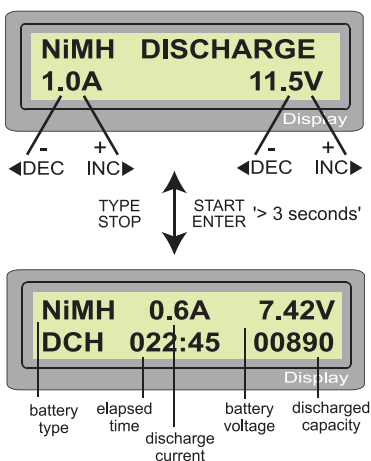 NiMH DISCHARGE
1.0A 11.5V
Display
- + - +
◀DEC INC▶ ◀DEC INC▶
TYPE START
STOP ENTER '> 3 seconds'
NiMH 0.6A 7.42V
DCH 022:45 00890
Display
battery elapsed battery discharged
type time voltage capacity
discharge
current